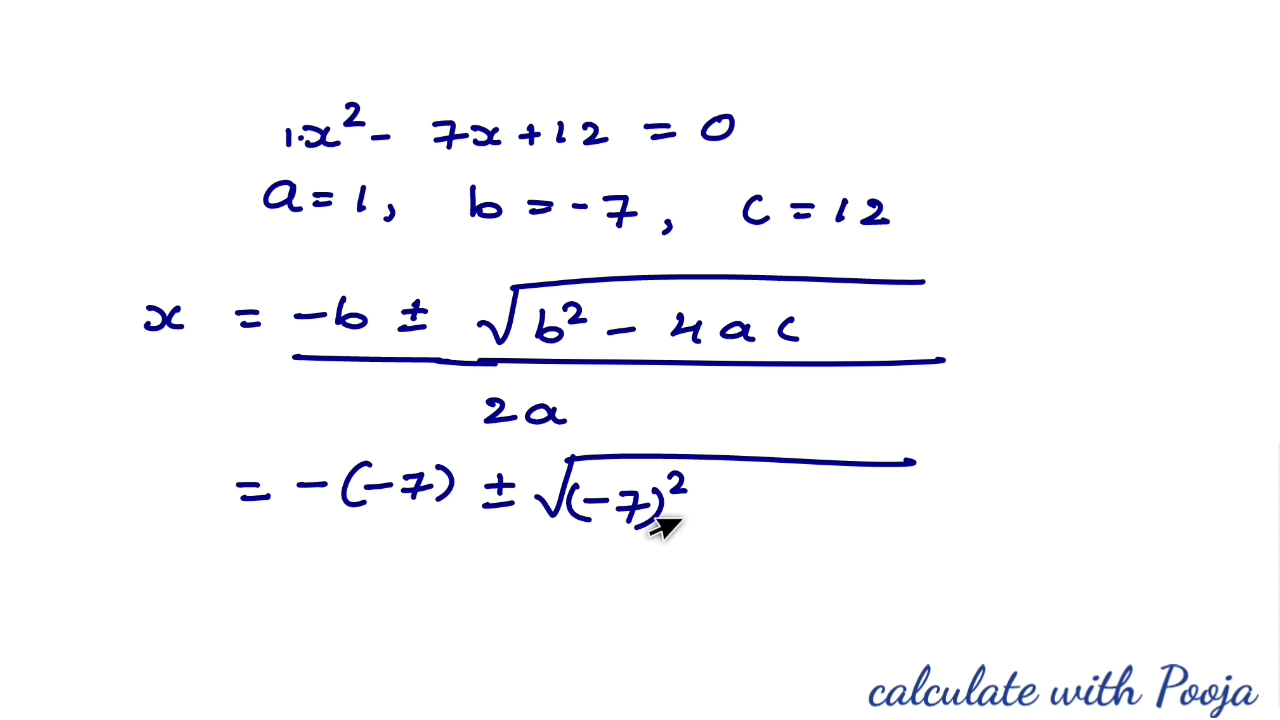 1·x² - 7x + 12 = 0
a = 1, b = -7, c = 12
x = -b ± √(b² - 4ac)
2a
= -(-7) ± √(-7)²
calculate with Pooja